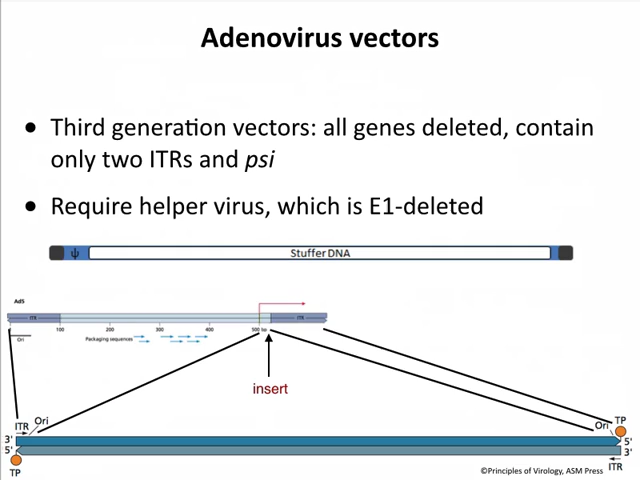 Adenovirus vectors
• Third generation vectors: all genes deleted, contain
only two ITRs and psi
• Require helper virus, which is E1-deleted
ψ Stuffer DNA
Ad5
ITR ITR
Ori 100 200 300 400 500 bp
Packaging sequences
insert
ITR Ori Ori TP
3' 5'
5' 3'
TP ITR
©Principles of Virology, ASM Press